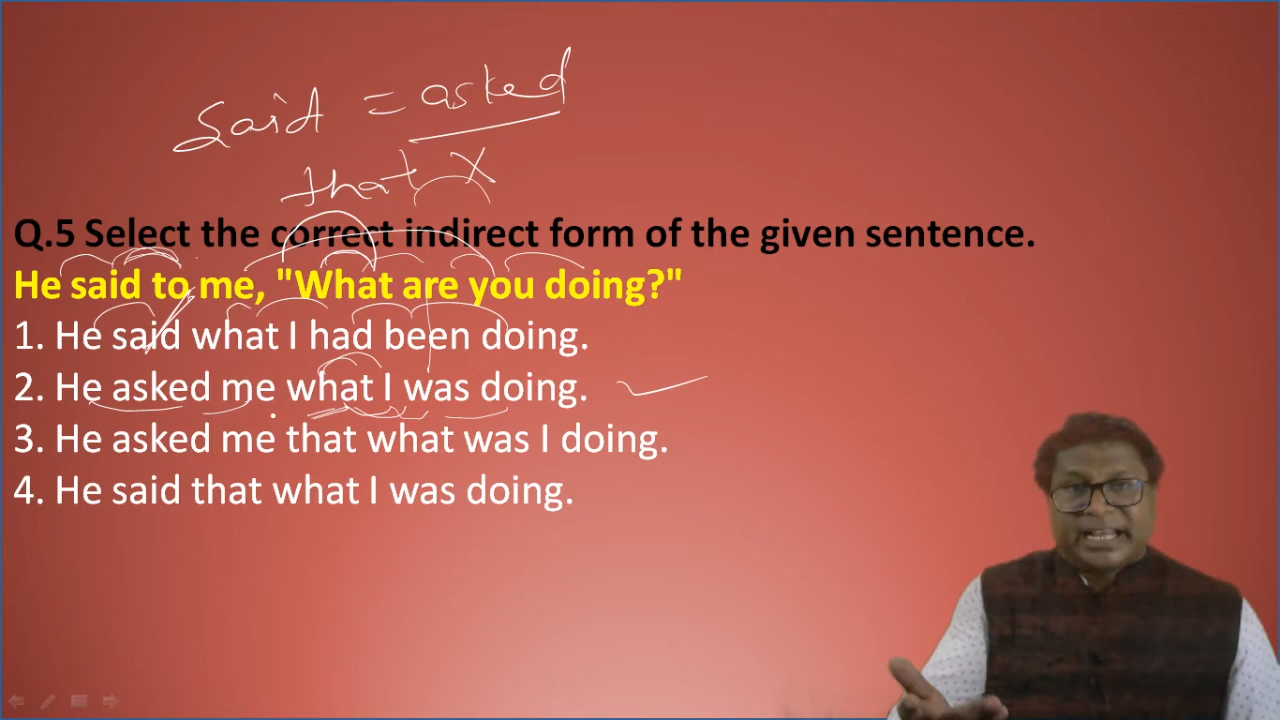 Said = asked
that X
Q.5 Select the correct indirect form of the given sentence.
He said to me, "What are you doing?"
1. He said what I had been doing.
2. He asked me what I was doing.
3. He asked me that what was I doing.
4. He said that what I was doing.